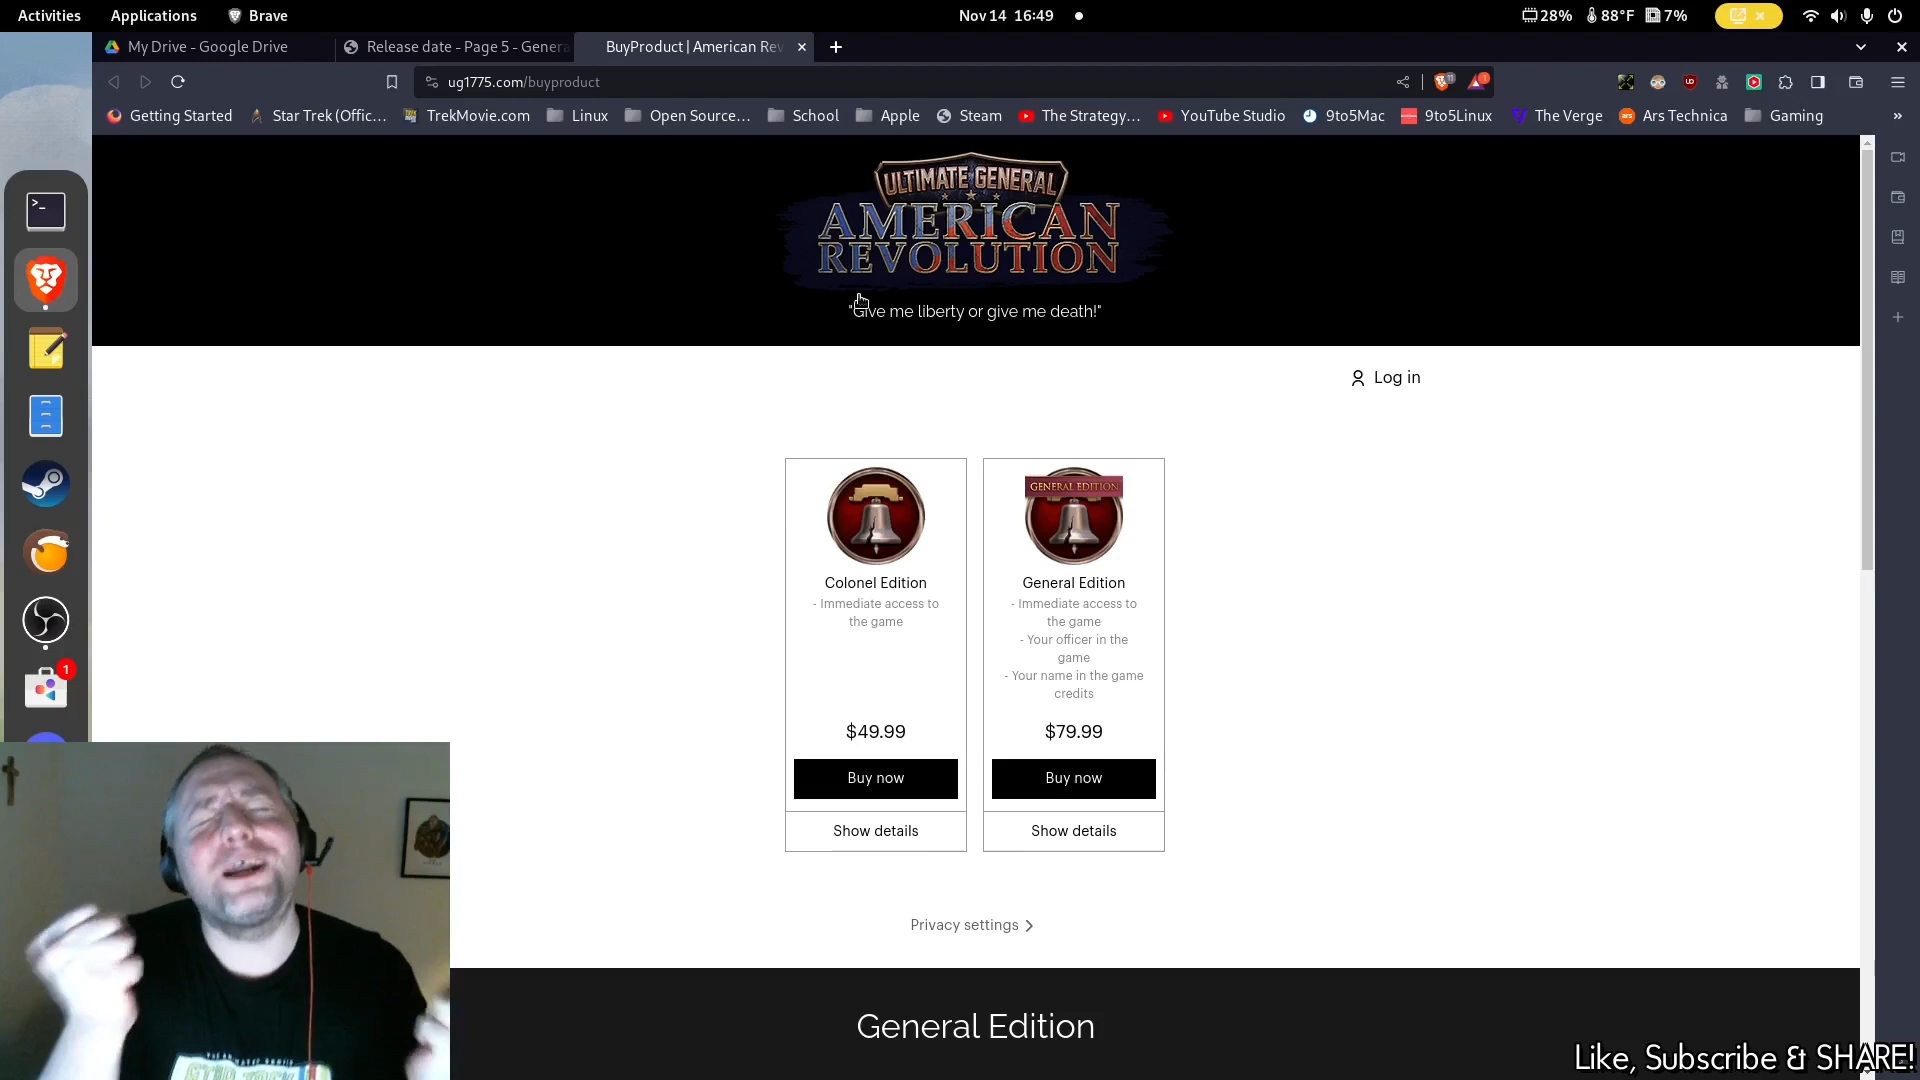 Activities Applications Brave Nov 14 16:49 28% 88°F 7%
My Drive - Google Drive Release date - Page 5 - Genera BuyProduct | American Rev
ug1775.com/buyproduct 11 1
Getting Started Star Trek (Offic... TrekMovie.com Linux Open Source... School Apple Steam The Strategy... YouTube Studio 9to5Mac 9to5Linux The Verge Ars Technica Gaming »
ULTIMATE GENERAL
AMERICAN
REVOLUTION
"Give me liberty or give me death!"
Log in
GENERAL EDITION
Colonel Edition
- Immediate access to
the game
$49.99
Buy now
Show details
General Edition
- Immediate access to
the game
- Your officer in the
game
- Your name in the game
credits
$79.99
Buy now
Show details
1
Privacy settings
General Edition
Like, Subscribe & SHARE!